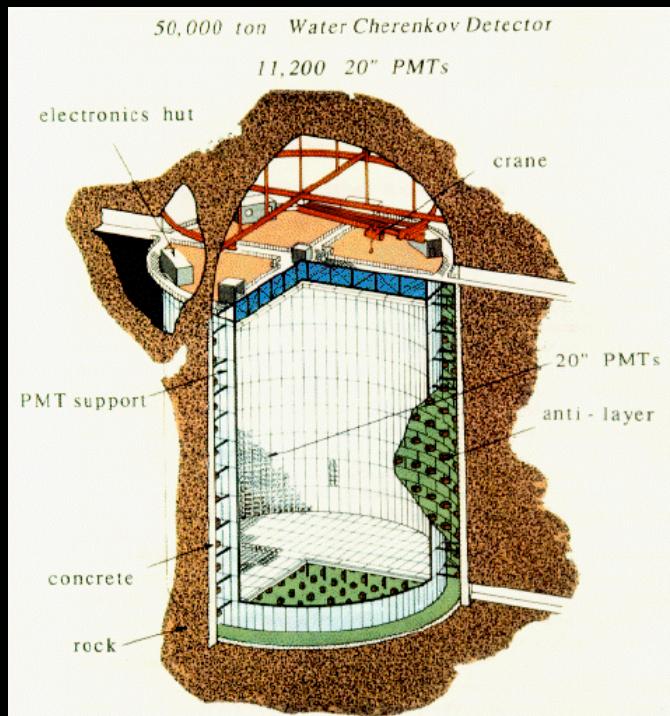 50,000 ton Water Cherenkov Detector
11,200 20" PMTs
electronics hut
crane
20" PMTs
PMT support
anti - layer
concrete
rock